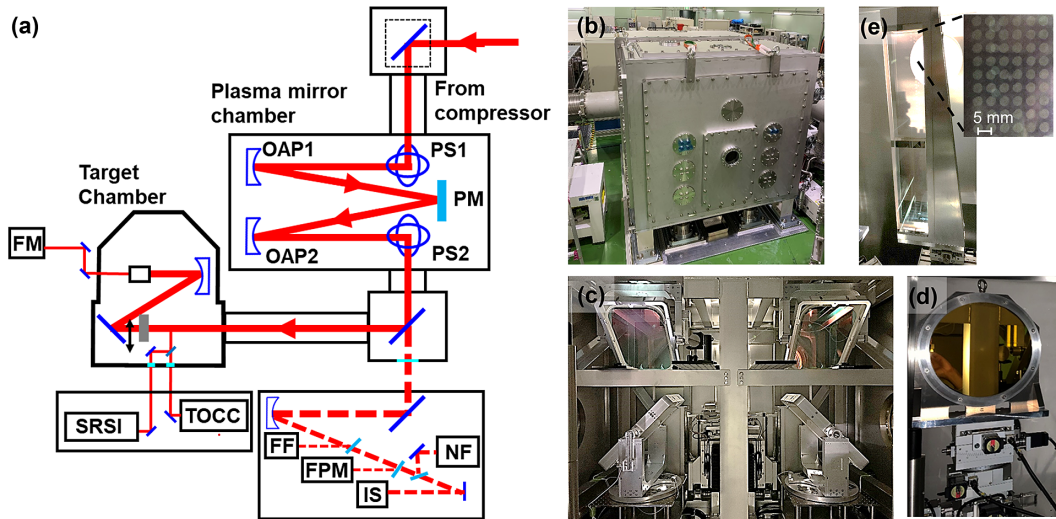 (a)
From
compressor
Plasma mirror
chamber
OAP1
PS1
PM
OAP2
PS2
Target
Chamber
FM
SRSI
TOCC
FF
FPM
IS
NF
(b)
(c)
(e)
5 mm
(d)